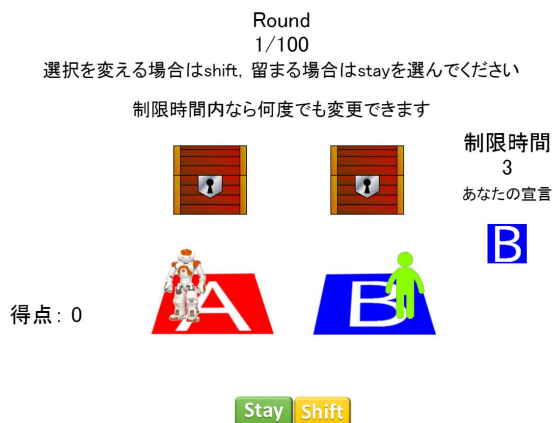 Round
1/100
選択を変える場合はshift, 留まる場合はstayを選んでください
制限時間内なら何度でも変更できます
制限時間
3
あなたの宣言
B
A
B
得点: 0
Stay
Shift